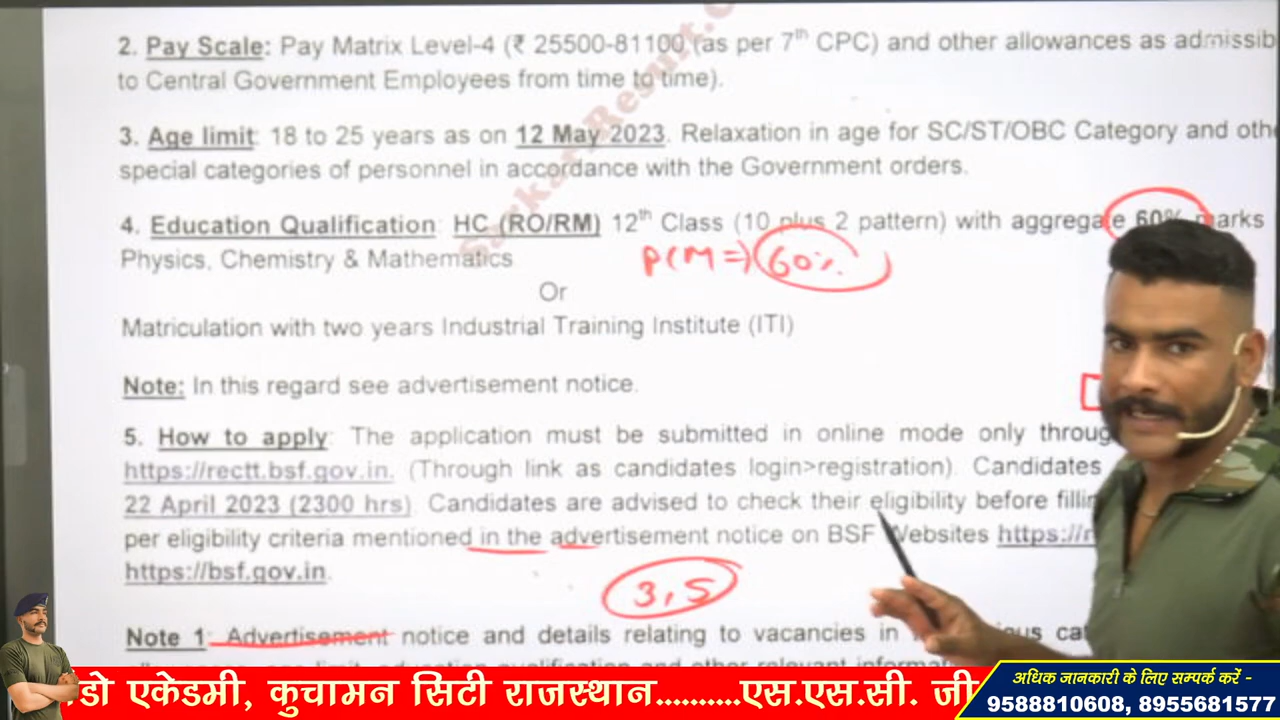 2. Pay Scale: Pay Matrix Level-4 (₹ 25500-81100 (as per 7th CPC) and other allowances as admissib
to Central Government Employees from time to time).
3. Age limit: 18 to 25 years as on 12 May 2023. Relaxation in age for SC/ST/OBC Category and oth
special categories of personnel in accordance with the Government orders.
4. Education Qualification: HC (RO/RM) 12th Class (10 plus 2 pattern) with aggregate 60% marks
Physics, Chemistry & Mathematics
PCM => 60%
Or
Matriculation with two years Industrial Training Institute (ITI)
Note: In this regard see advertisement notice.
5. How to apply: The application must be submitted in online mode only throug
https://rectt.bsf.gov.in. (Through link as candidates login>registration). Candidates
22 April 2023 (2300 hrs). Candidates are advised to check their eligibility before fillin
per eligibility criteria mentioned in the advertisement notice on BSF Websites https://r
https://bsf.gov.in.
3, 5
Note 1: Advertisement notice and details relating to vacancies in
डो एकेडमी, कुचामन सिटी राजस्थान..........एस.एस.सी. जी
अधिक जानकारी के लिए सम्पर्क करें -
9588810608, 8955681577